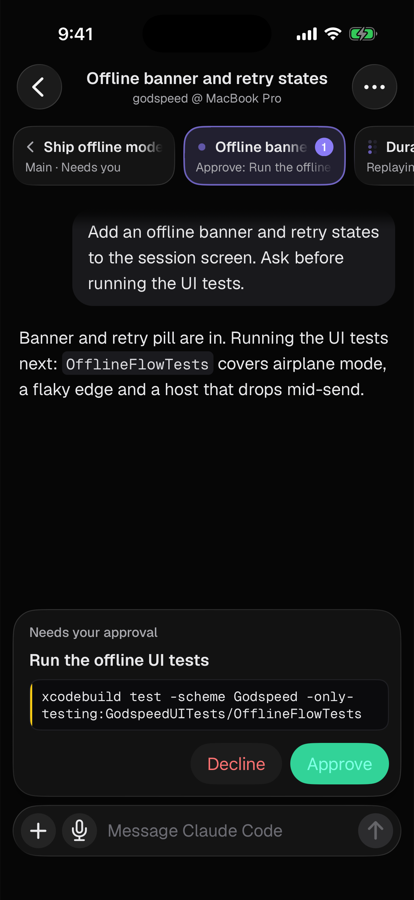 9:41
Offline banner and retry states
godspeed @ MacBook Pro
Ship offline mode
Main · Needs you
Offline banne
1
Approve: Run the offline
Dura
Replayin
Add an offline banner and retry states
to the session screen. Ask before
running the UI tests.
Banner and retry pill are in. Running the UI tests
next: OfflineFlowTests covers airplane mode,
a flaky edge and a host that drops mid-send.
Needs your approval
Run the offline UI tests
xcodebuild test -scheme Godspeed -only-
testing:GodspeedUITests/OfflineFlowTests
Decline
Approve
Message Claude Code